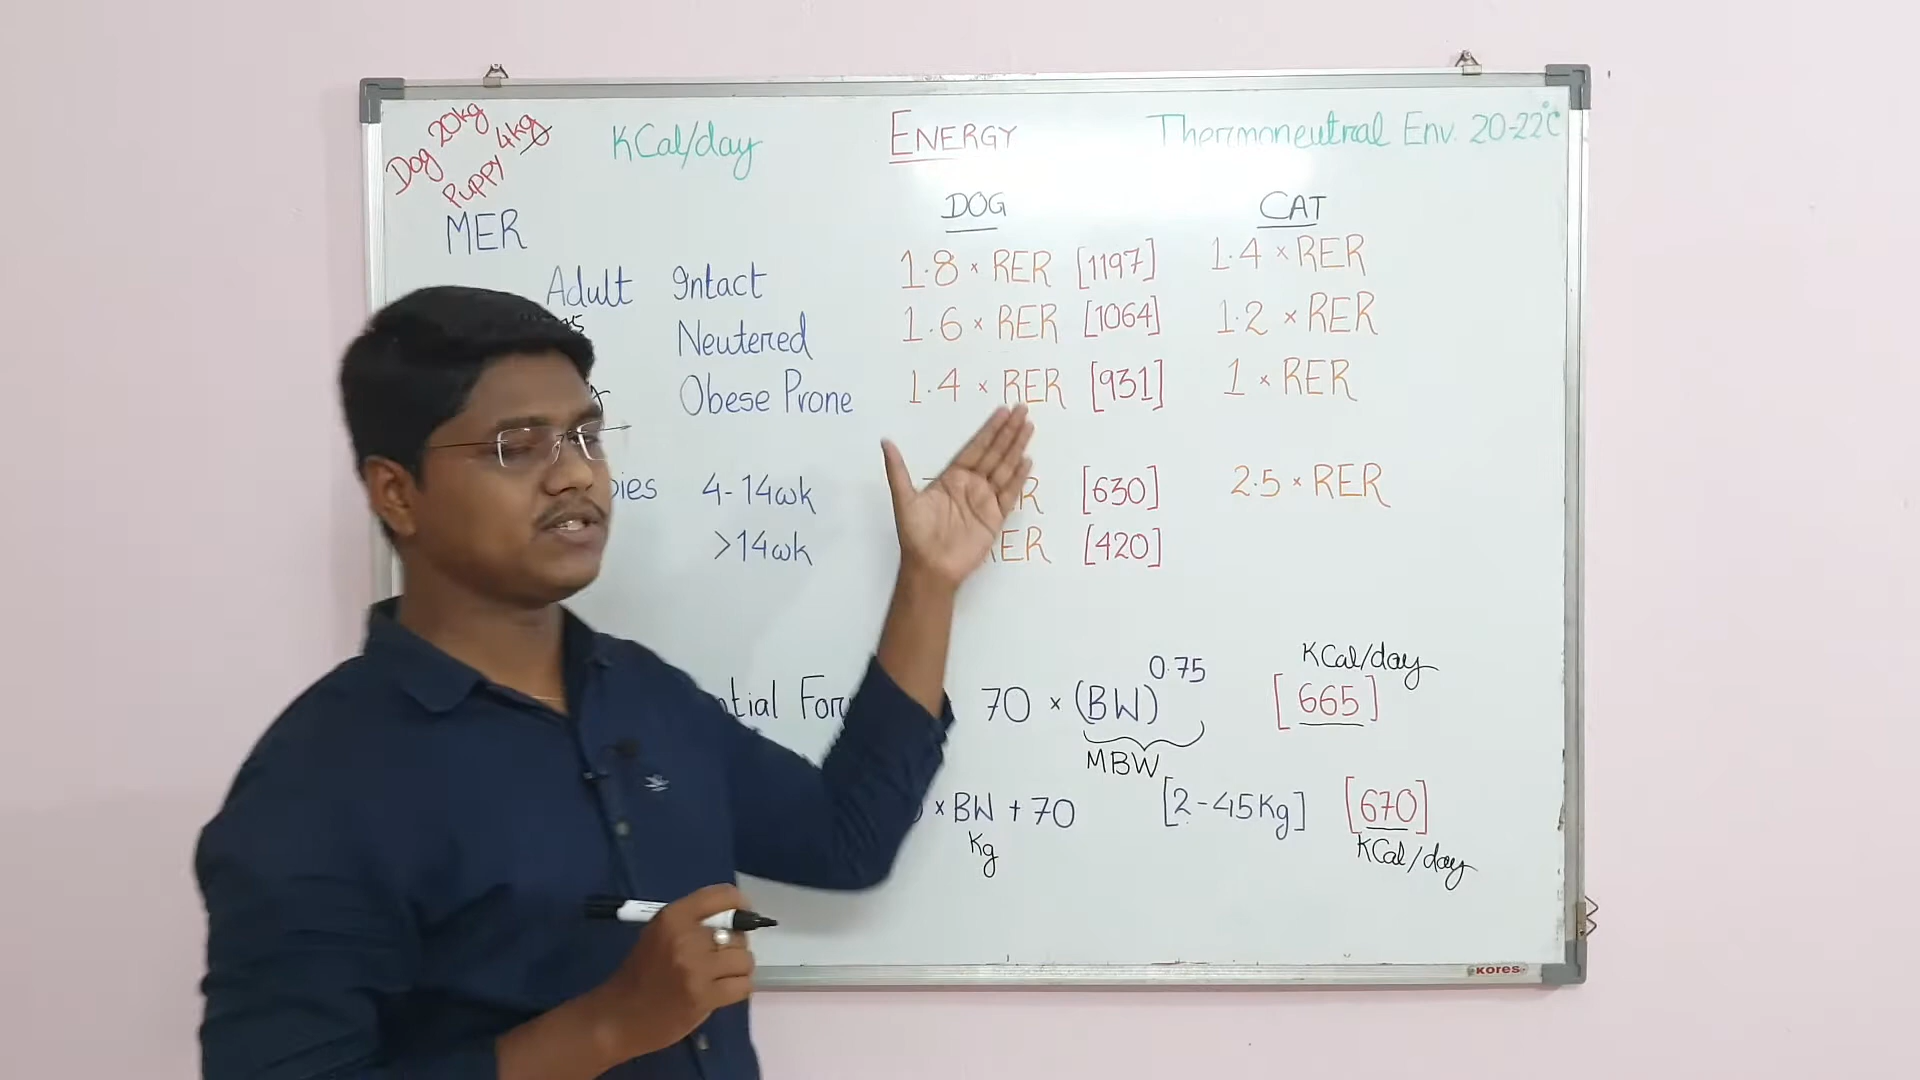 Dog 20kg
Puppy 4kg
KCal/day
ENERGY
Thermoneutral Env. 20-22°C
MER
DOG
CAT
Adult Intact 1.8 × RER [1197] 1.4 × RER
Neutered 1.6 × RER [1064] 1.2 × RER
Obese Prone 1.4 × RER [931] 1 × RER
4-14wk [630] 2.5 × RER
>14wk RER [420]
70 × (BW)^0.75 [665] KCal/day
MBW
× BW + 70 [2-45Kg] [670]
Kg KCal/day
KORES